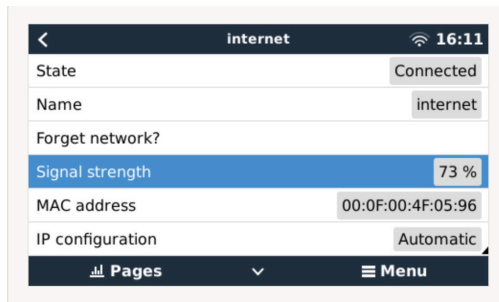 internet 16:11
State Connected
Name internet
Forget network?
Signal strength 73 %
MAC address 00:0F:00:4F:05:96
IP configuration Automatic
Pages Menu